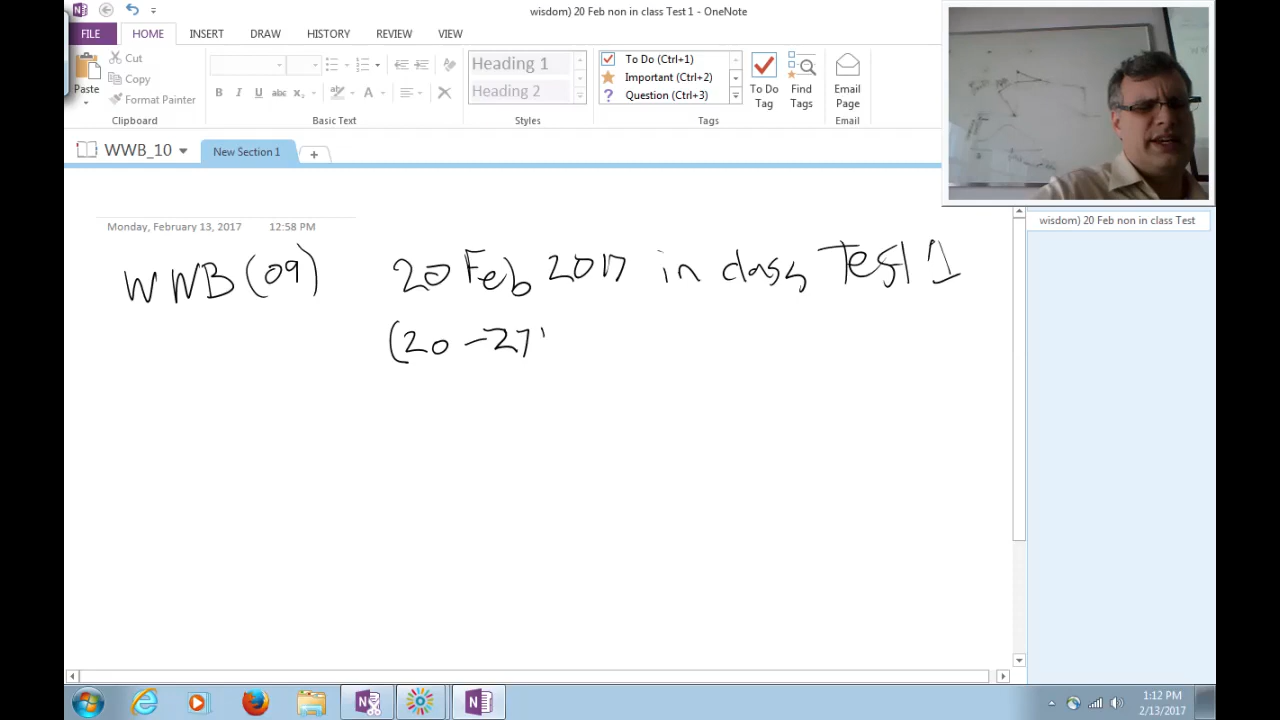 wisdom) 20 Feb non in class Test 1 - OneNote
FILE HOME INSERT DRAW HISTORY REVIEW VIEW
Paste
Cut
Copy
Format Painter
Clipboard
B I U abc A
Basic Text
Heading 1
Heading 2
Styles
To Do (Ctrl+1)
Important (Ctrl+2)
? Question (Ctrl+3)
Tags
To Do Tag
Find Tags
Email Page
Email
WWB_10 New Section 1 +
wisdom) 20 Feb non in class Test
Monday, February 13, 2017 12:58 PM
WWB (09) 20 Feb 2017 in class Test 1
(20 - 27
1:12 PM
2/13/2017